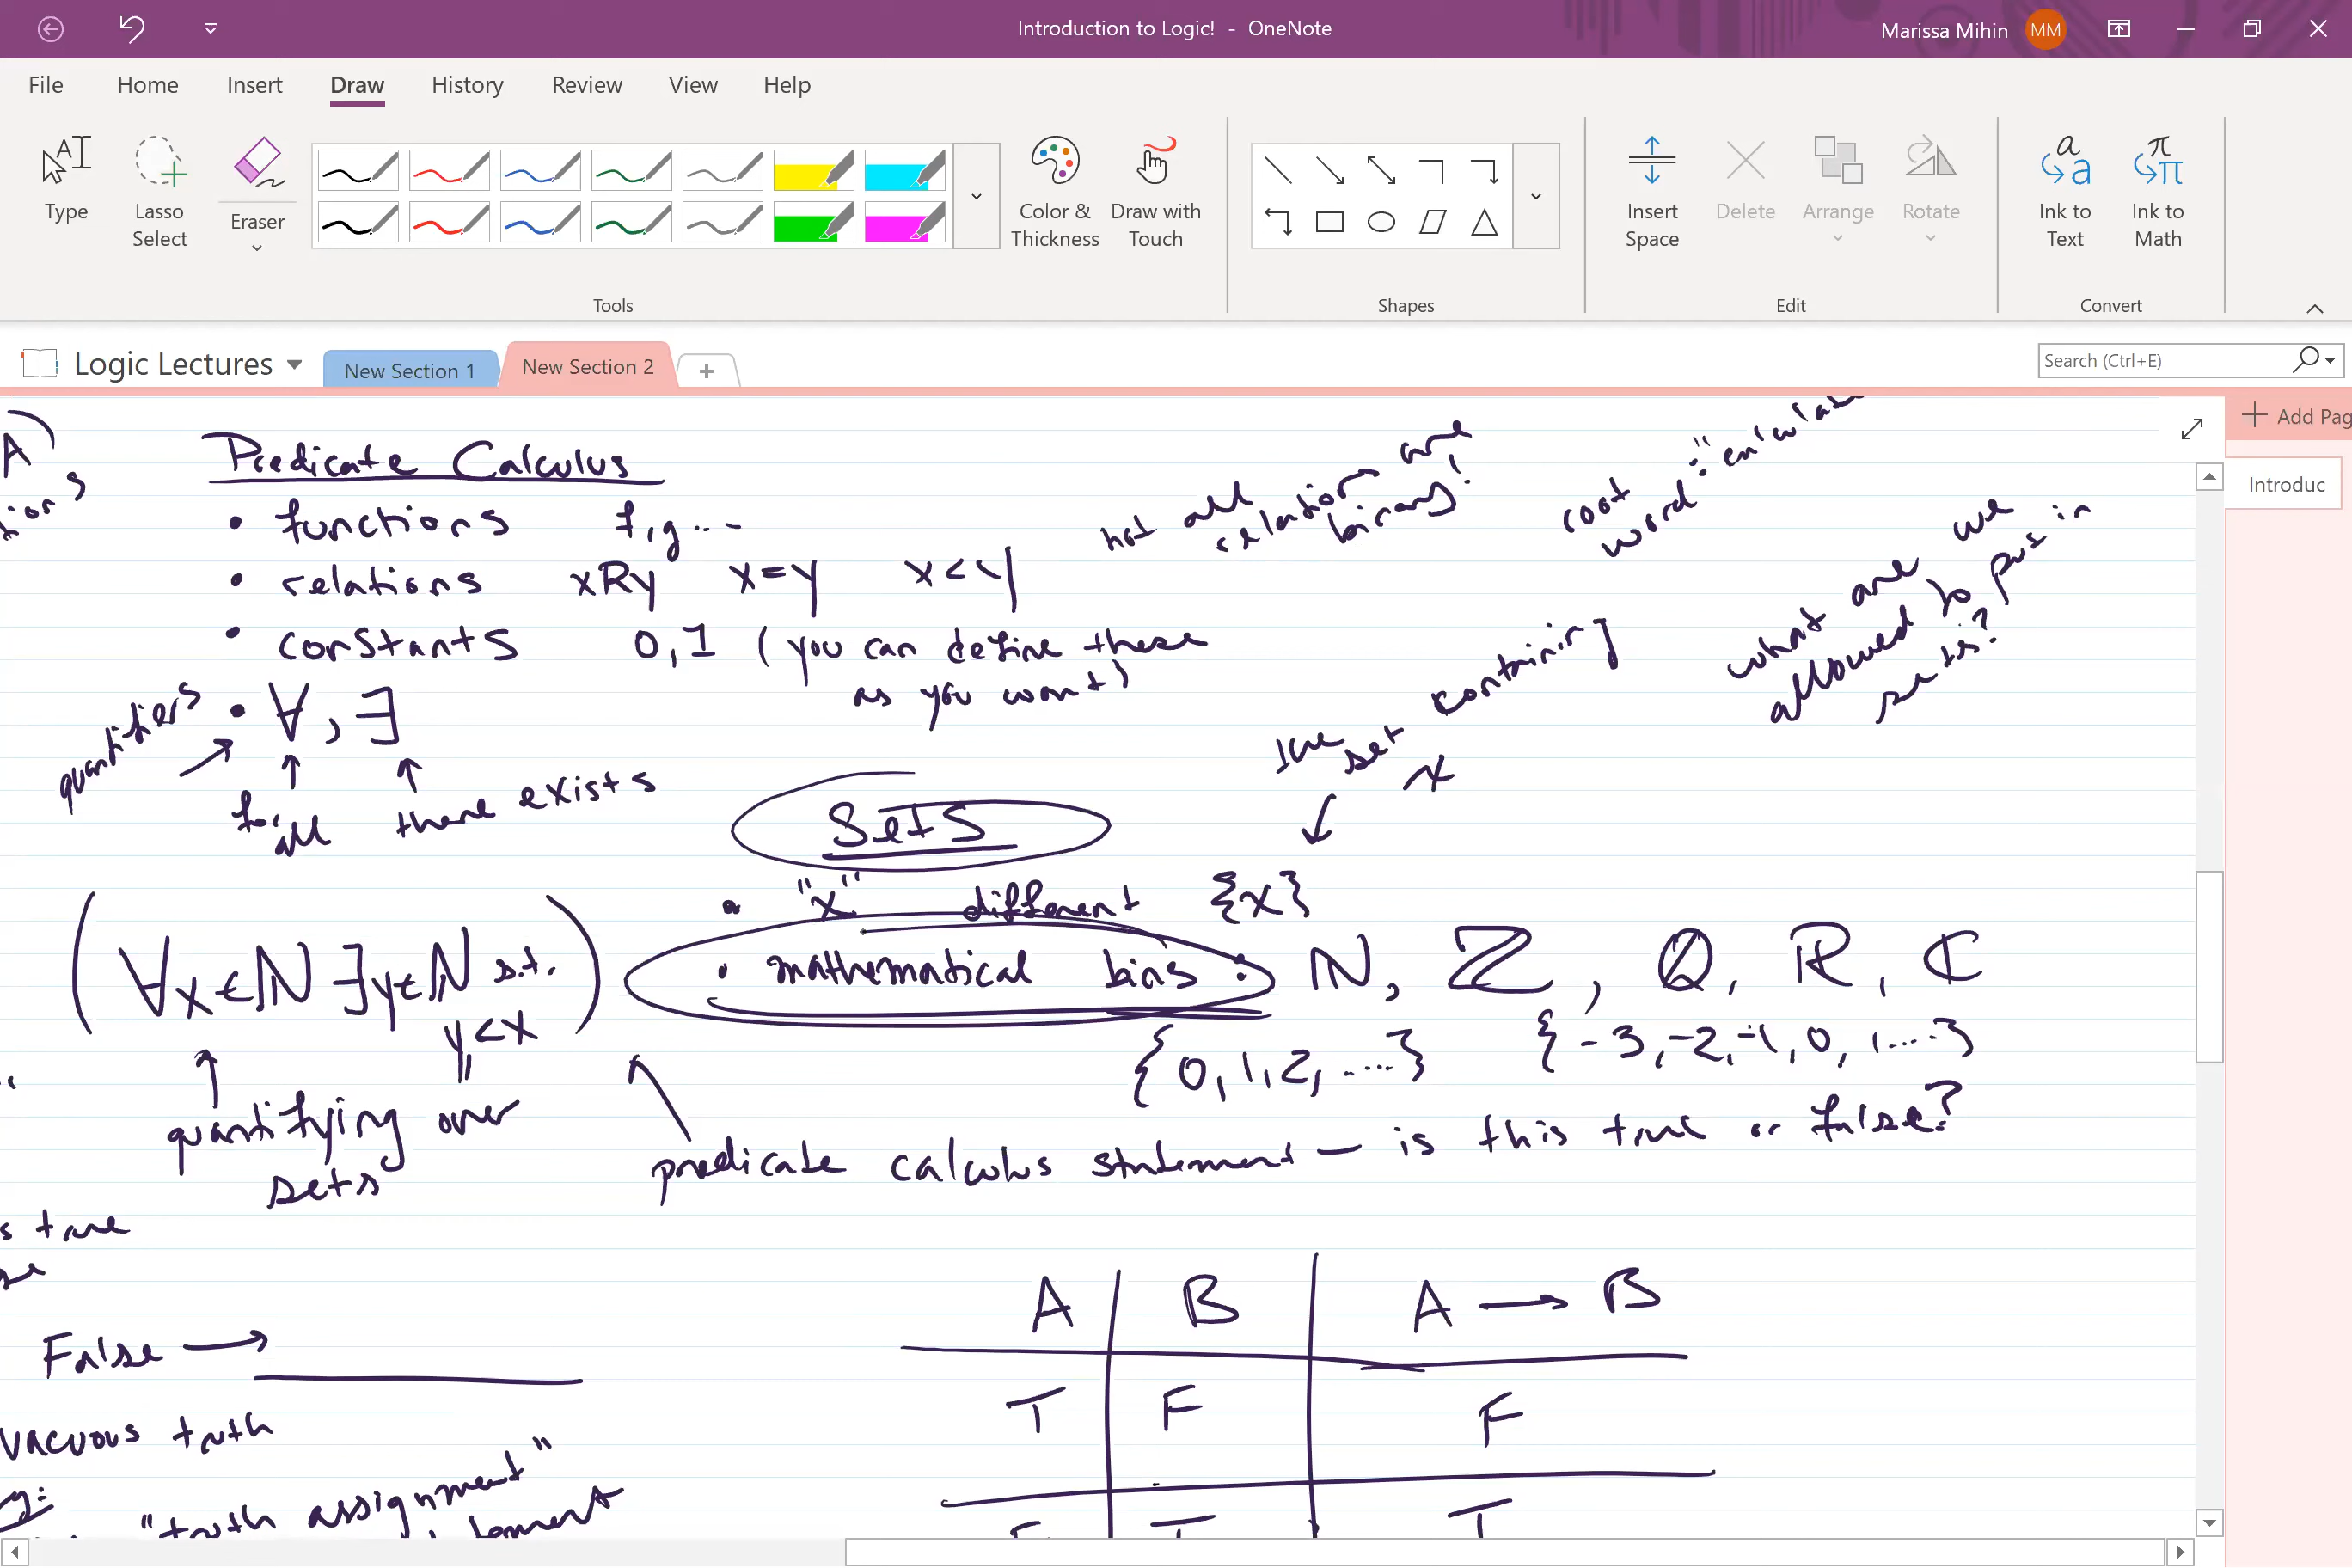 Introduction to Logic! - OneNote
Marissa Mihin MM
File Home Insert Draw History Review View Help
Type
Lasso Select
Eraser
Color & Thickness
Draw with Touch
Insert Space
Delete
Arrange
Rotate
Ink to Text
Ink to Math
Tools
Shapes
Edit
Convert
Logic Lectures
New Section 1
New Section 2
Search (Ctrl+E)
Add Pag
Introduc
A)
Predicate Calculus
• functions f, g...
• relations xRy x=y x<y
not all relations are binary!
root word:
what are we allowed to put in sets?
• constants 0, 1 (you can define these
as you want)
quantifiers
• ∀, ∃
for all
there exists
the set containing x
SETS
• "x" different {x}
(∀x∈ℕ ∃y∈ℕ s.t.
y<x)
• mathematical bias: ℕ, ℤ, ℚ, ℝ, ℂ
{0, 1, 2, ....} {-3, -2, -1, 0, 1....}
quantifying over
sets
predicate calculus statement — is this true or false?
s true
se
A B A → B
False →
T F F
vacuous truth
"truth assignment"
T T